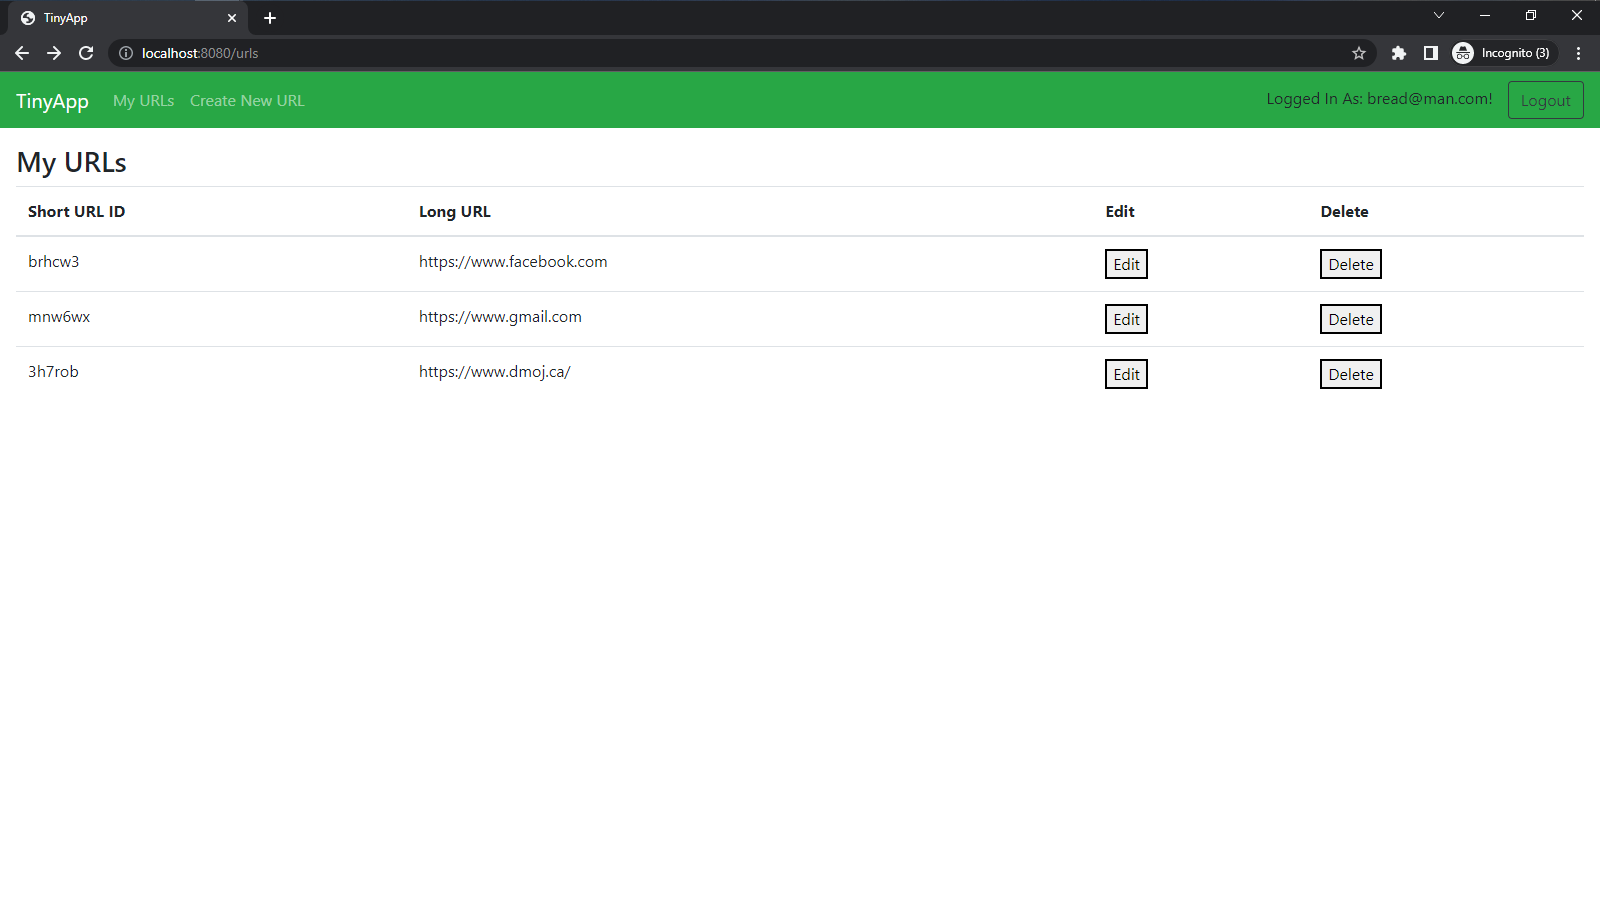 TinyApp
localhost:8080/urls
Incognito (3)
TinyApp My URLs Create New URL Logged In As: bread@man.com! Logout
My URLs
Short URL ID Long URL Edit Delete
brhcw3 https://www.facebook.com Edit Delete
mnw6wx https://www.gmail.com Edit Delete
3h7rob https://www.dmoj.ca/ Edit Delete